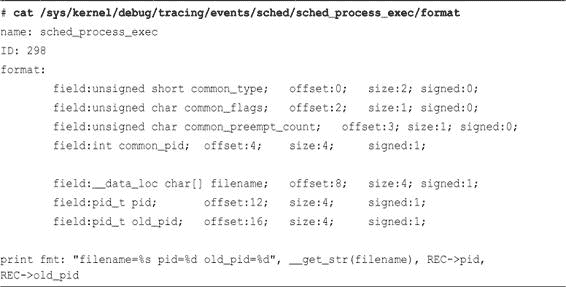 # cat /sys/kernel/debug/tracing/events/sched/sched_process_exec/format
name: sched_process_exec
ID: 298
format:
field:unsigned short common_type; offset:0; size:2; signed:0;
field:unsigned char common_flags; offset:2; size:1; signed:0;
field:unsigned char common_preempt_count; offset:3; size:1; signed:0;
field:int common_pid; offset:4; size:4; signed:1;
field:__data_loc char[] filename; offset:8; size:4; signed:1;
field:pid_t pid; offset:12; size:4; signed:1;
field:pid_t old_pid; offset:16; size:4; signed:1;
print fmt: "filename=%s pid=%d old_pid=%d", __get_str(filename), REC->pid,
REC->old_pid